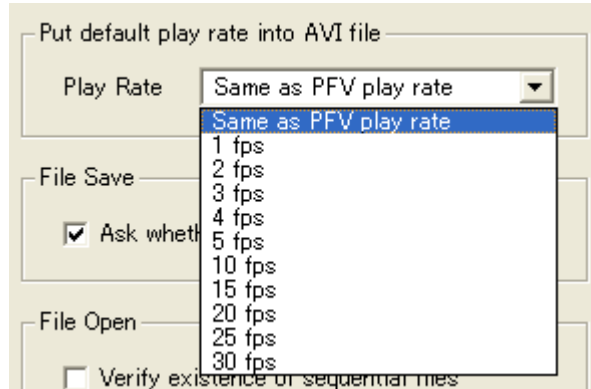 Put default play rate into AVI file
Play Rate
Same as PFV play rate
Same as PFV play rate
1 fps
2 fps
3 fps
4 fps
5 fps
10 fps
15 fps
20 fps
25 fps
30 fps
File Save
Ask
File Open
Verify existence of sequential files